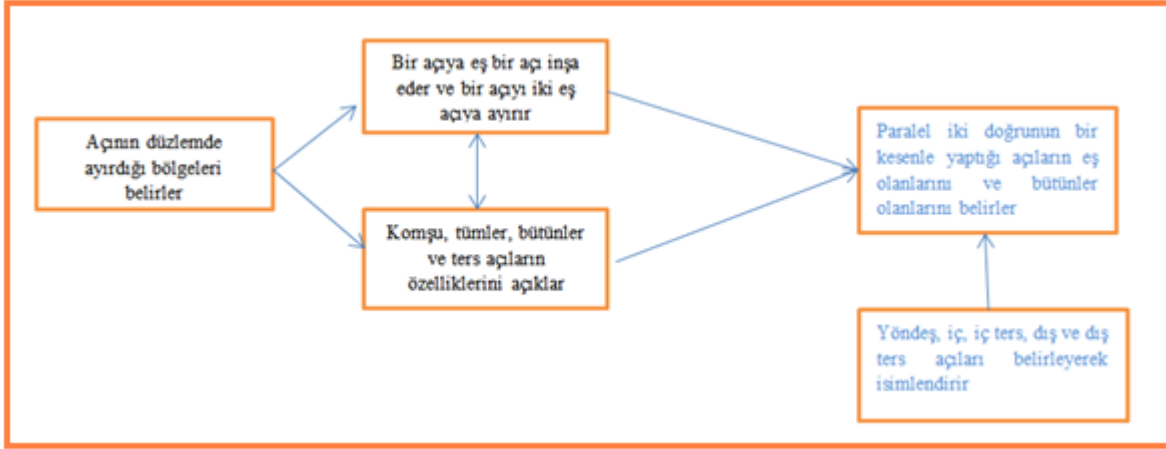 Bir açıya eş bir açı inşa
eder ve bir açıyı iki eş
açıya ayırır
Açının düzlemde
ayırdığı bölgeleri
belirler
Komşu, tümler, bütünler
ve ters açıların
özelliklerini açıklar
Paralel iki doğrunun bir
kesenle yaptığı açıların eş
olanlarını ve bütünler
olanlarını belirler
Yöndeş, iç, iç ters, dış ve dış
ters açıları belirleyerek
isimlendirir